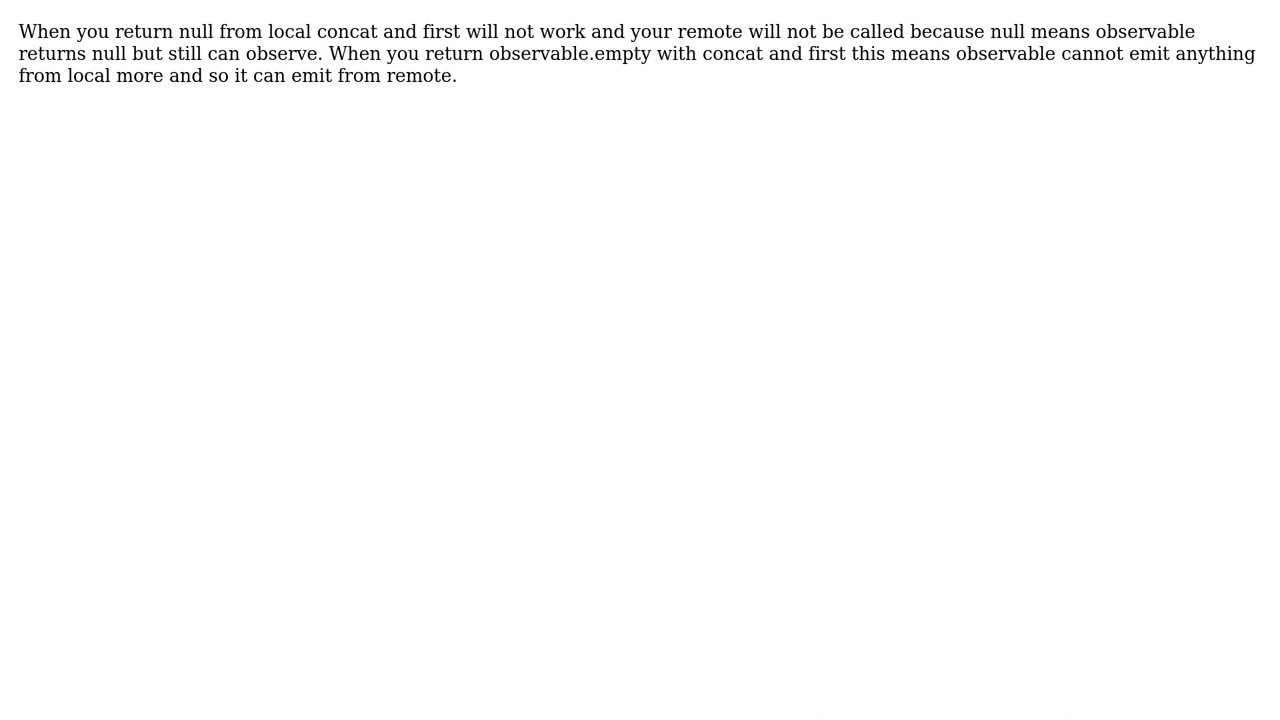 When you return null from local concat and first will not work and your remote will not be called because null means observable
returns null but still can observe. When you return observable.empty with concat and first this means observable cannot emit anything
from local more and so it can emit from remote.